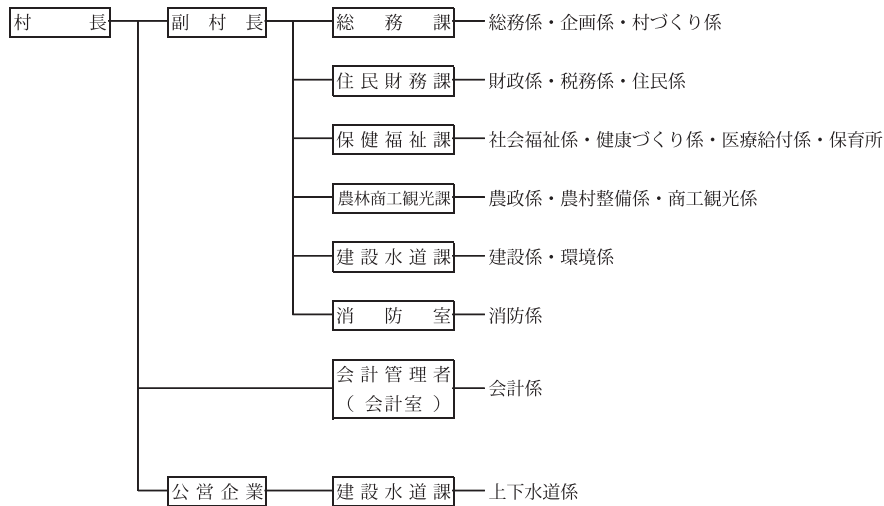 村長 副村長 総務課 総務係・企画係・村づくり係
住民財務課 財政係・税務係・住民係
保健福祉課 社会福祉係・健康づくり係・医療給付係・保育所
農林商工観光課 農政係・農村整備係・商工観光係
建設水道課 建設係・環境係
消防室 消防係
会計管理者 会計係
（会計室）
公営企業 建設水道課 上下水道係